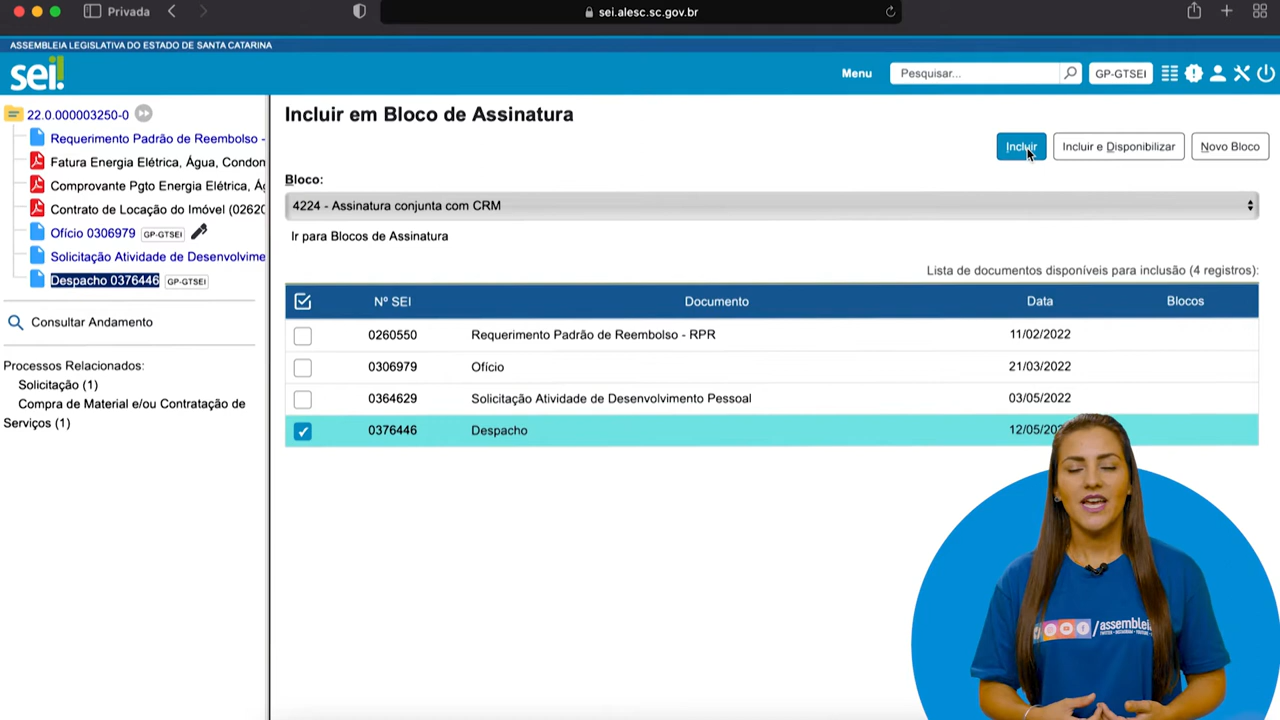 Privada
sei.alesc.sc.gov.br
ASSEMBLEIA LEGISLATIVA DO ESTADO DE SANTA CATARINA
sei!
Menu
Pesquisar...
GP-GTSEI
22.0.000003250-0
Requerimento Padrão de Reembolso -
Fatura Energia Elétrica, Água, Condon
Comprovante Pgto Energia Elétrica, Ág
Contrato de Locação do Imóvel (02620
Ofício 0306979 GP-GTSEI
Solicitação Atividade de Desenvolvime
Despacho 0376446 GP-GTSEI
Consultar Andamento
Processos Relacionados:
Solicitação (1)
Compra de Material e/ou Contratação de
Serviços (1)
Incluir em Bloco de Assinatura
Incluir
Incluir e Disponibilizar
Novo Bloco
Bloco:
4224 - Assinatura conjunta com CRM
Ir para Blocos de Assinatura
Lista de documentos disponíveis para inclusão (4 registros):
Nº SEI Documento Data Blocos
0260550 Requerimento Padrão de Reembolso - RPR 11/02/2022
0306979 Ofício 21/03/2022
0364629 Solicitação Atividade de Desenvolvimento Pessoal 03/05/2022
0376446 Despacho 12/05/202
/assembleia